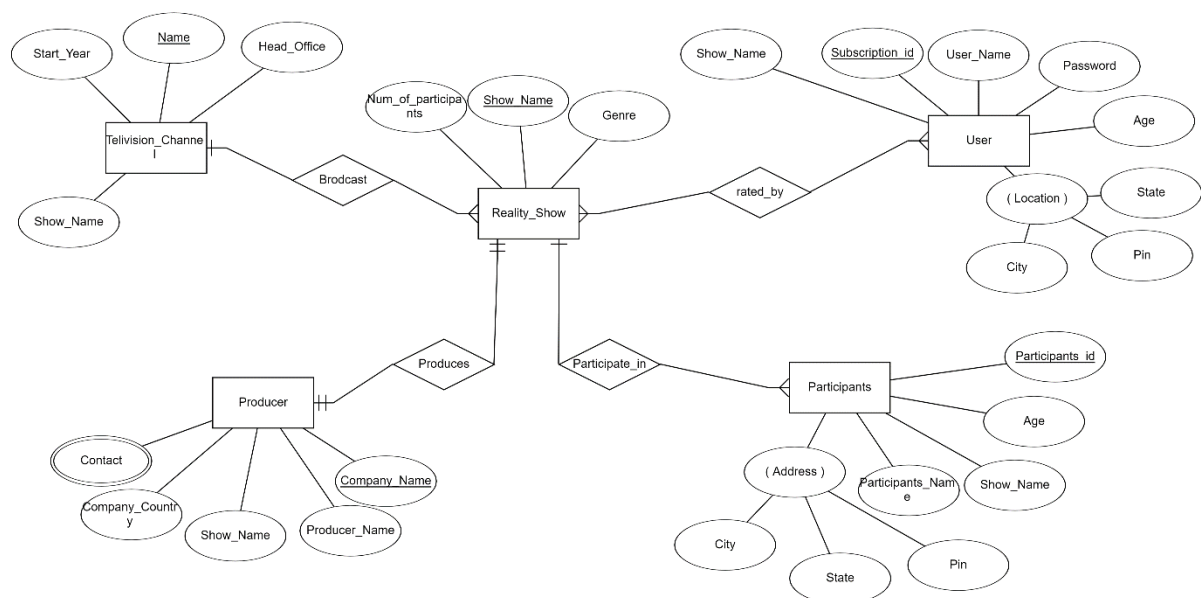 Start_Year
Name
Head_Office
Telivision_Channe
l
Show_Name
Brodcast
Num_of_participa
nts
Show_Name
Genre
Reality_Show
rated_by
Show_Name
Subscription_id
User_Name
Password
Age
User
( Location )
State
Pin
City
Produces
Participate_in
Producer
Contact
Company_Countr
y
Show_Name
Producer_Name
Company_Name
Participants
Participants_id
Age
Show_Name
Participants_Nam
e
( Address )
City
State
Pin